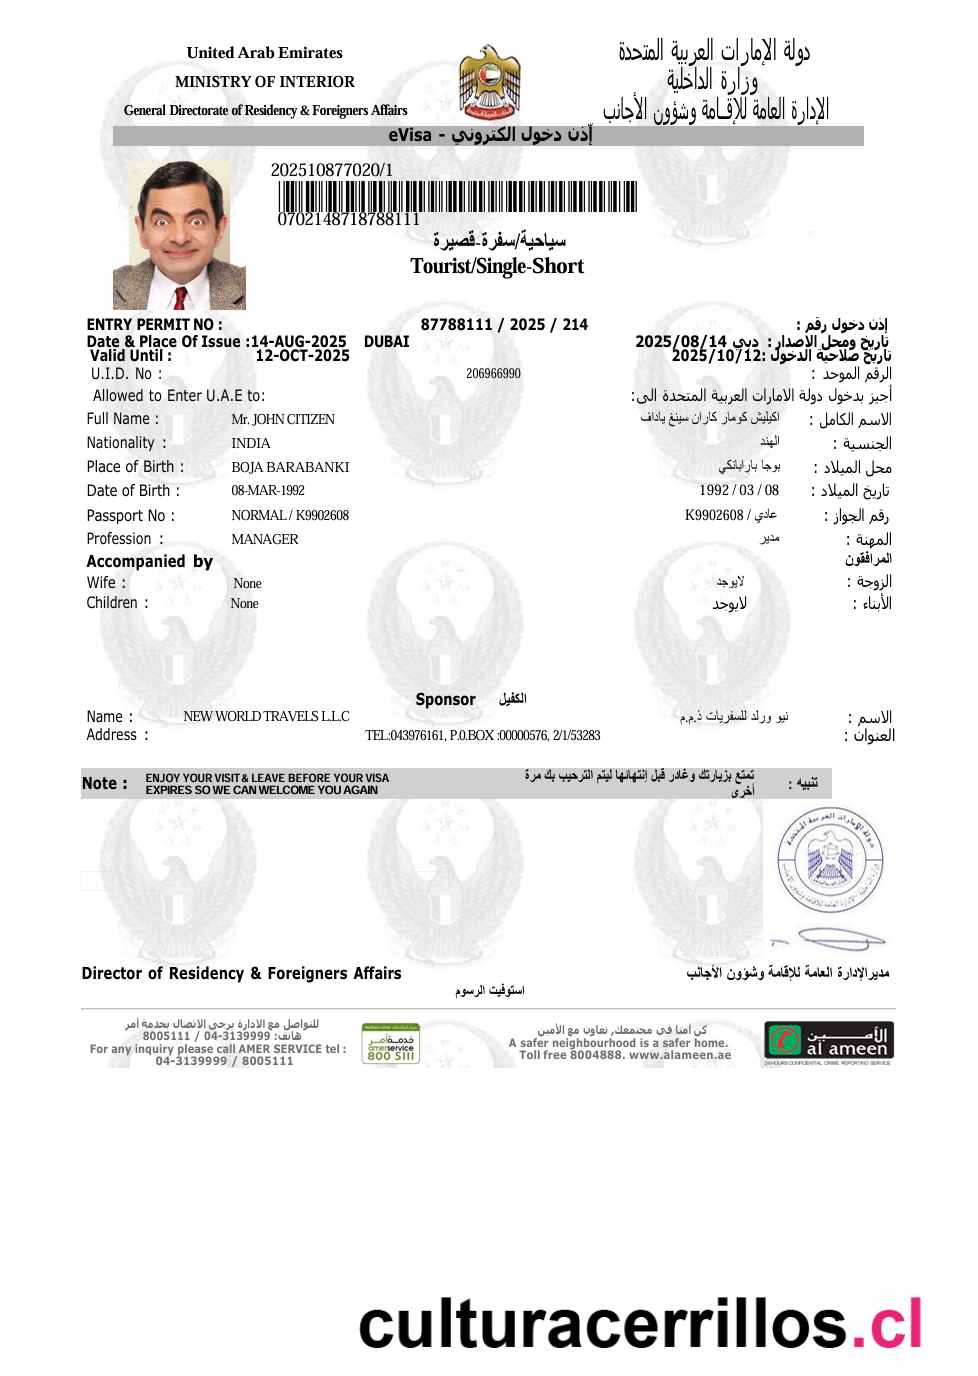 United Arab Emirates
دولة الإمارات العربية المتحدة
MINISTRY OF INTERIOR
وزارة الداخلية
General Directorate of Residency & Foreigners Affairs
الإدارة العامة للإقامة وشؤون الأجانب
eVisa - إذن دخول الكتروني
202510877020/1
0702148718788111
سياحية/سفرة-قصيرة
Tourist/Single-Short
ENTRY PERMIT NO : 87788111 / 2025 / 214 إذن دخول رقم :
Date & Place Of Issue :14-AUG-2025 DUBAI تاريخ ومحل الاصدار : دبي 2025/08/14
Valid Until : 12-OCT-2025 تاريخ صلاحية الدخول :2025/10/12
U.I.D. No : 206966990 الرقم الموحد :
Allowed to Enter U.A.E to: أجيز بدخول دولة الامارات العربية المتحدة الى:
Full Name : Mr. JOHN CITIZEN الاسم الكامل : اكيليش كومار كاران سينغ ياداف
Nationality : INDIA الجنسية : الهند
Place of Birth : BOJA BARABANKI محل الميلاد : بوجا بارابانكي
Date of Birth : 08-MAR-1992 تاريخ الميلاد : 1992 / 03 / 08
Passport No : NORMAL / K9902608 رقم الجواز : عادي / K9902608
Profession : MANAGER المهنة : مدير
Accompanied by المرافقون
Wife : None الزوجة : لايوجد
Children : None الأبناء : لايوجد
Sponsor الكفيل
Name : NEW WORLD TRAVELS L.L.C الاسم : نيو ورلد للسفريات ذ.م.م
Address : TEL:043976161, P.0.BOX :00000576, 2/1/53283 العنوان :
Note : ENJOY YOUR VISIT & LEAVE BEFORE YOUR VISA
EXPIRES SO WE CAN WELCOME YOU AGAIN
تنبيه : تمتع بزيارتك وغادر قبل إنتهائها ليتم الترحيب بك مرة
أخرى
دولة الإمارات العربية المتحدة
Director of Residency & Foreigners Affairs مديرالإدارة العامة للإقامة وشؤون الأجانب
استوفيت الرسوم
للتواصل مع الادارة يرجى الاتصال بخدمة آمر
هاتف: 04-3139999 / 8005111
For any inquiry please call AMER SERVICE tel :
04-3139999 / 8005111
خدمة آمر
amerservice
800 5111
كن آمنا في مجتمعك, تعاون مع الأمين
A safer neighbourhood is a safer home.
Toll free 8004888. www.alameen.ae
الأمين
al ameen
24 HOURS CONFIDENTIAL CRIME REPORTING SERVICE
culturacerrillos.cl